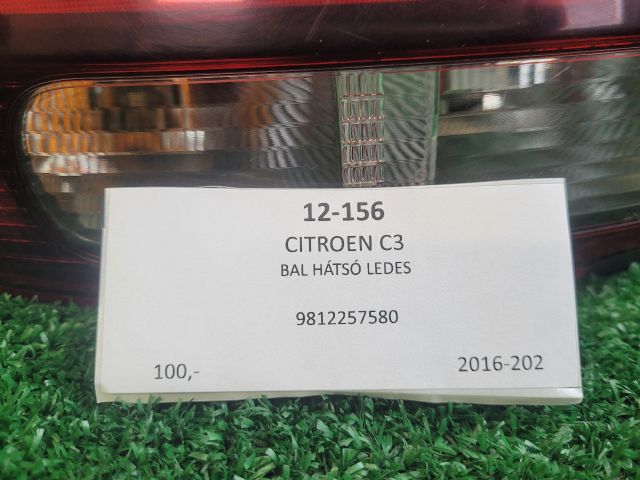 12-156
CITROEN C3
BAL HÁTSÓ LEDES
9812257580
100,- 2016-202